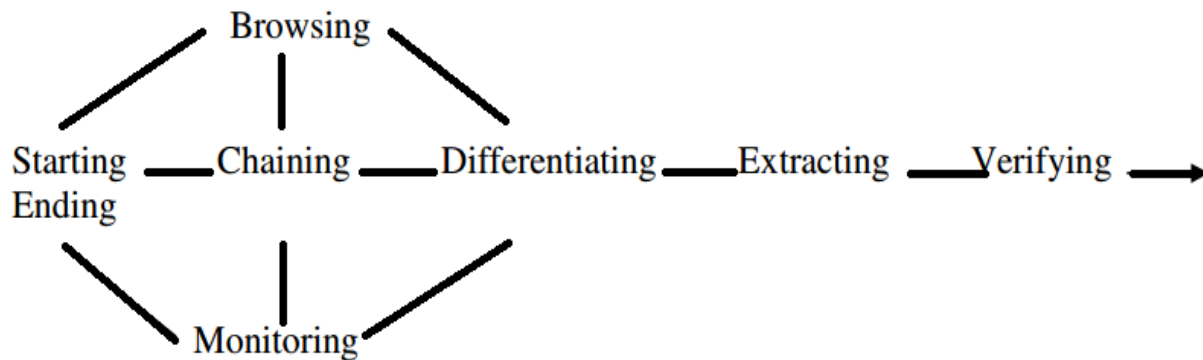 Browsing
Starting Chaining Differentiating Extracting Verifying
Ending
Monitoring